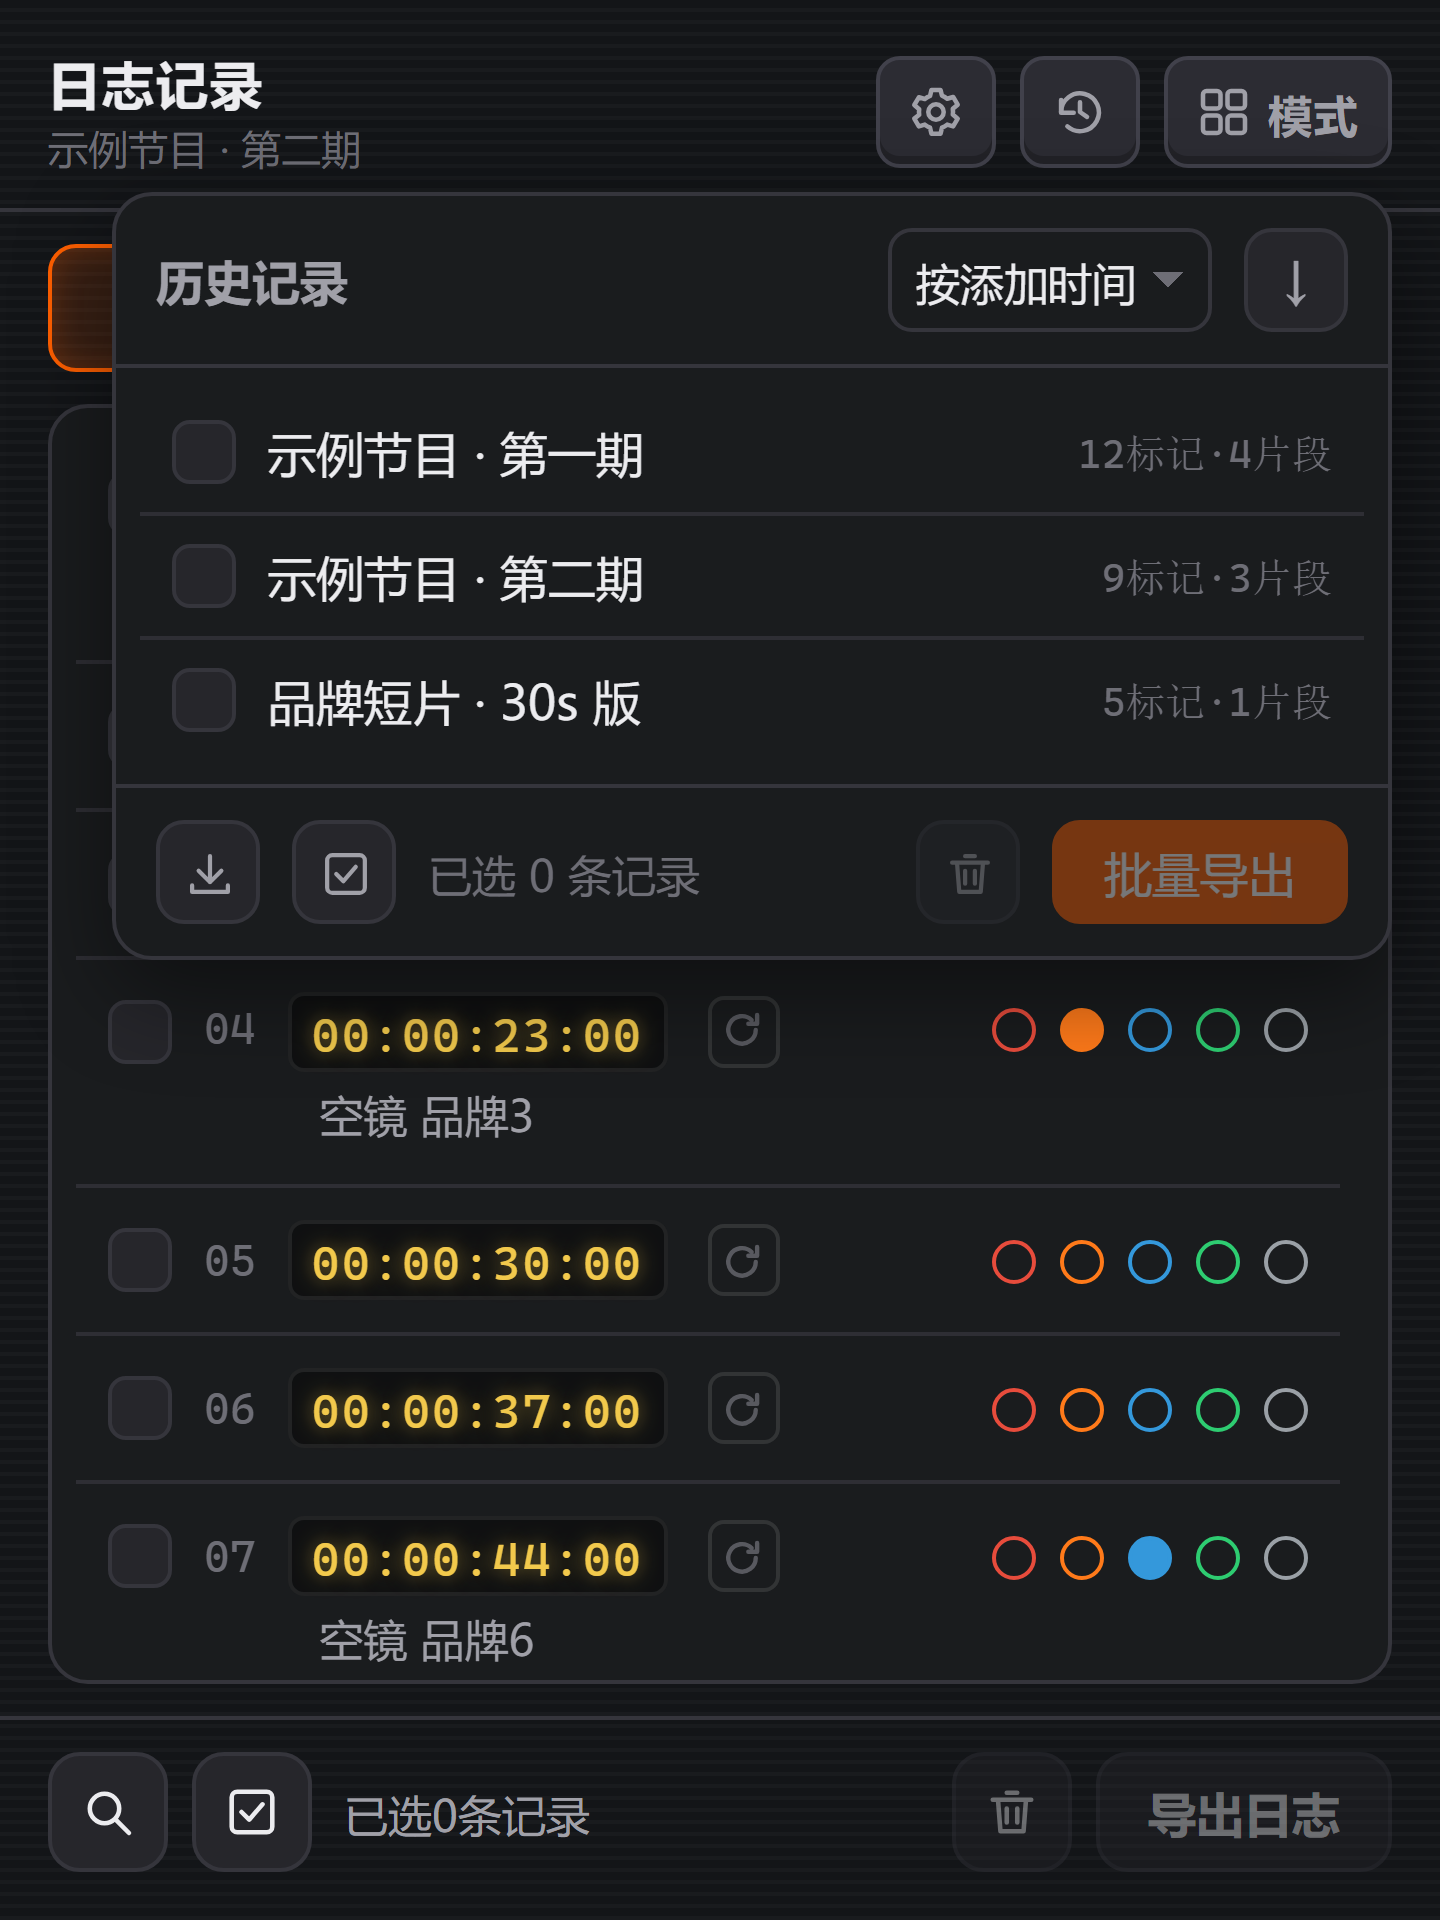 日志记录
示例节目 · 第二期
模式
历史记录
按添加时间
示例节目 · 第一期
12标记·4片段
示例节目 · 第二期
9标记·3片段
品牌短片 · 30s 版
5标记·1片段
已选 0 条记录
批量导出
04 00:00:23:00
空镜 品牌3
05 00:00:30:00
06 00:00:37:00
07 00:00:44:00
空镜 品牌6
已选0条记录
导出日志